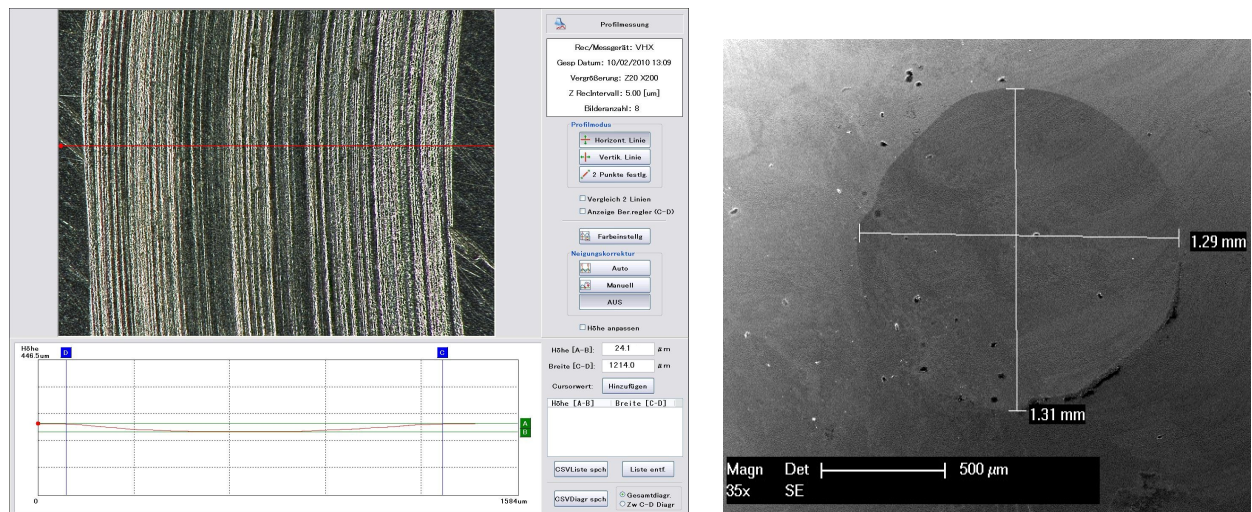 Profilmessung
Rec/Messgerät: VHX
Gesp Datum: 10/02/2010 13:09
Vergrößerung: Z20 X200
Z RecIntervall: 5.00 [um]
Bilderanzahl: 8
Profilmodus
Horizont. Linie
Vertik. Linie
2 Punkte festlg.
Vergleich 2 Linien
Anzeige Ber.regler (C-D)
Farbeinstellg
Neigungskorrektur
Auto
Manuell
AUS
Höhe anpassen
Höhe
446.5um
D
C
A
B
0
1584um
Höhe [A-B]: 24.1 μm
Breite [C-D]: 1214.0 μm
Cursorwert: Hinzufügen
Höhe [A-B] Breite [C-D]
CSVListe spch Liste entf.
CSVDiagr spch Gesamtdiagr.
Zw C-D Diagr
1.29 mm
1.31 mm
Magn Det 500 μm
35x SE